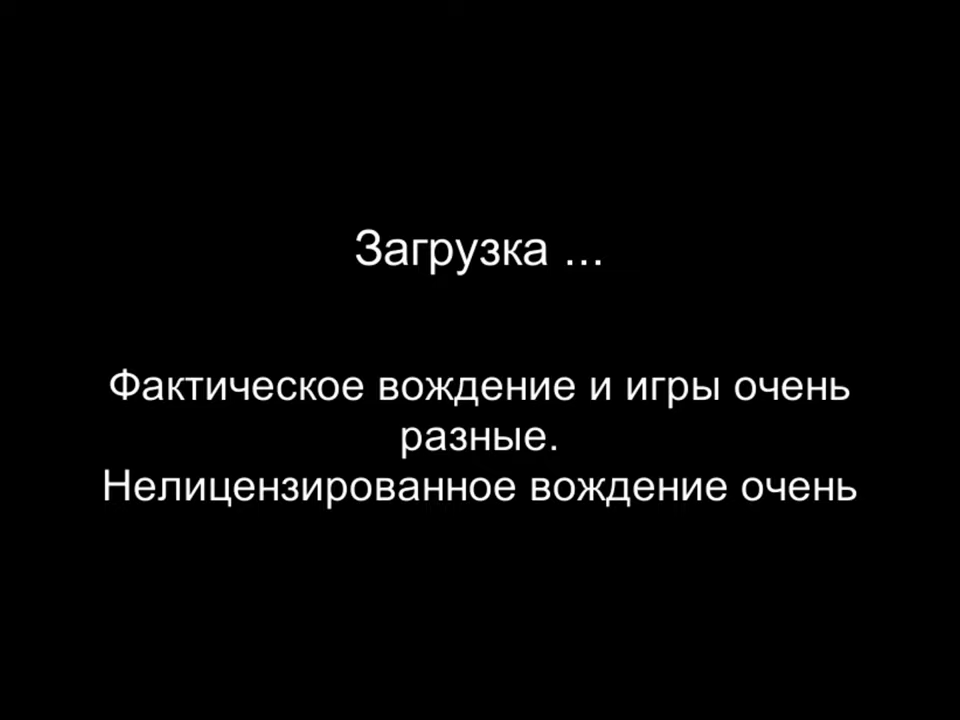 Загрузка ...
Фактическое вождение и игры очень
разные.
Нелицензированное вождение очень